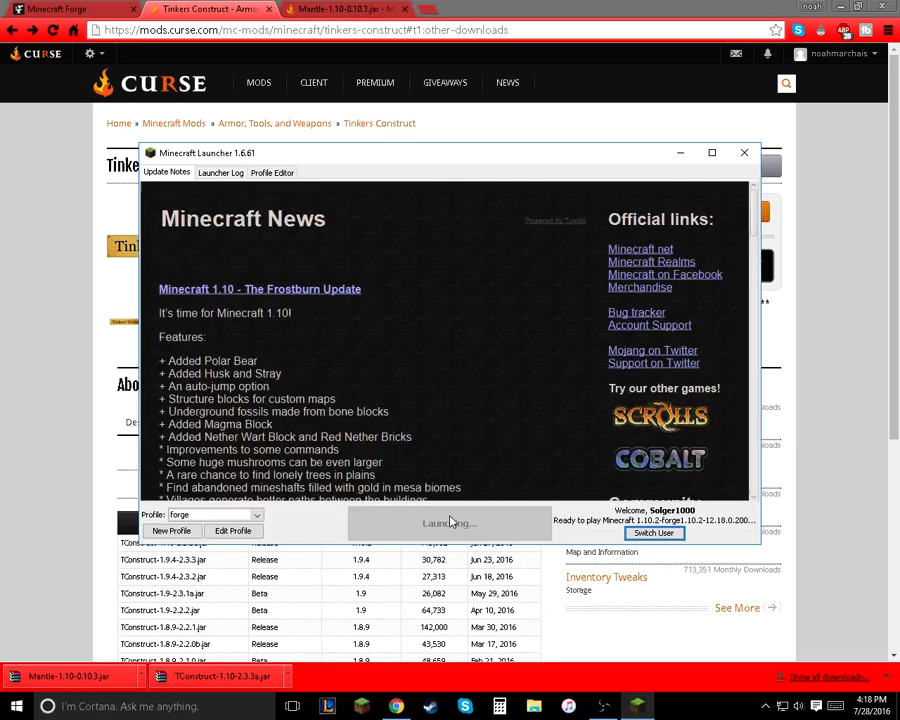 Minecraft Forge
Tinkers Construct - Armor,
Mantle-1.10-0.10.3.jar - M...
noah
https://mods.curse.com/mc-mods/minecraft/tinkers-construct#t1:other-downloads
CURSE
noahmarchais
CURSE
MODS
CLIENT
PREMIUM
GIVEAWAYS
NEWS
Home » Minecraft Mods » Armor, Tools, and Weapons » Tinkers Construct
Tinke
Minecraft Launcher 1.6.61
Update Notes
Launcher Log
Profile Editor
Minecraft News
Powered by Tumblr
Official links:
Minecraft.net
Minecraft Realms
Minecraft on Facebook
Merchandise
Bug tracker
Account Support
Mojang on Twitter
Support on Twitter
Try our other games!
SCROLLS
COBALT
Minecraft 1.10 - The Frostburn Update
It's time for Minecraft 1.10!
Features:
+ Added Polar Bear
+ Added Husk and Stray
+ An auto-jump option
+ Structure blocks for custom maps
+ Underground fossils made from bone blocks
+ Added Magma Block
+ Added Nether Wart Block and Red Nether Bricks
* Improvements to some commands
* Some huge mushrooms can be even larger
* A rare chance to find lonely trees in plains
* Find abandoned mineshafts filled with gold in mesa biomes
* Villages generate better paths between the buildings
Tin
Abo
De
Profile:
forge
New Profile
Edit Profile
Welcome, Solger1000
Ready to play Minecraft 1.10.2-forge1.10.2-12.18.0.200...
Switch User
TConstruct-1.9.4-2.3.3.jar Release 1.9.4 30,782 Jun 23, 2016
TConstruct-1.9.4-2.3.2.jar Release 1.9.4 27,313 Jun 18, 2016
TConstruct-1.9-2.3.1a.jar Beta 1.9 26,082 May 29, 2016
TConstruct-1.9-2.2.2.jar Beta 1.9 64,733 Apr 10, 2016
TConstruct-1.8.9-2.2.1.jar Release 1.8.9 142,000 Mar 30, 2016
TConstruct-1.8.9-2.2.0b.jar Release 1.8.9 43,530 Mar 17, 2016
Map and Information
713,351 Monthly Downloads
Inventory Tweaks
Storage
See More
Mantle-1.10-0.10.3.jar
TConstruct-1.10-2.3.3a.jar
Show all downloads...
I'm Cortana. Ask me anything.
4:18 PM
7/28/2016